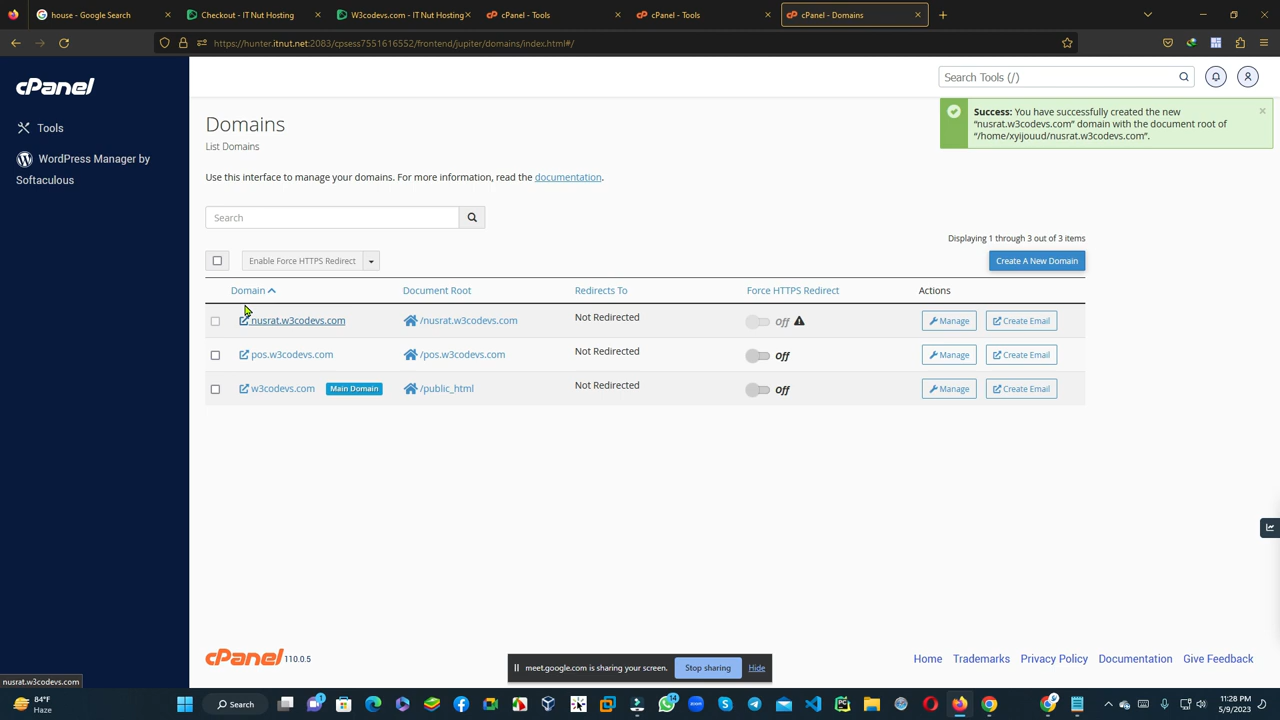 house - Google Search
Checkout - IT Nut Hosting
W3codevs.com - IT Nut Hosting
cPanel - Tools
cPanel - Tools
cPanel - Domains
https://hunter.itnut.net:2083/cpsess7551616552/frontend/jupiter/domains/index.html#/
cPanel
Search Tools (/)
Tools
WordPress Manager by
Softaculous
Success: You have successfully created the new
“nusrat.w3codevs.com” domain with the document root of
“/home/xyijouud/nusrat.w3codevs.com”.
Domains
List Domains
Use this interface to manage your domains. For more information, read the documentation.
Search
Displaying 1 through 3 out of 3 items
Enable Force HTTPS Redirect
Create A New Domain
Domain Document Root Redirects To Force HTTPS Redirect Actions
nusrat.w3codevs.com /nusrat.w3codevs.com Not Redirected Off Manage Create Email
pos.w3codevs.com /pos.w3codevs.com Not Redirected Off Manage Create Email
w3codevs.com Main Domain /public_html Not Redirected Off Manage Create Email
cPanel 110.0.5
Home Trademarks Privacy Policy Documentation Give Feedback
meet.google.com is sharing your screen. Stop sharing Hide
nusrat.w3codevs.com
84°F
Haze
Search
1
14
zoom
5
11:28 PM
5/9/2023